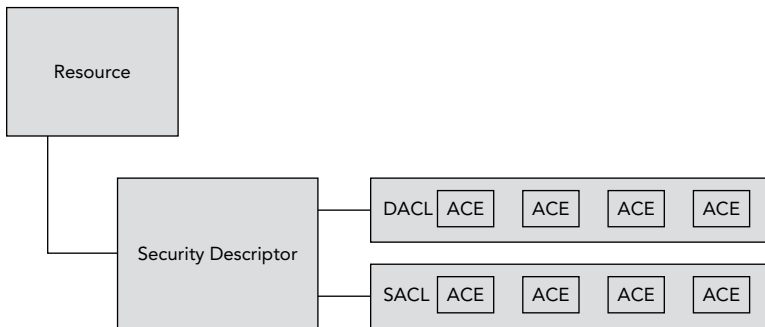 Resource
Security Descriptor
DACL ACE ACE ACE ACE
SACL ACE ACE ACE ACE